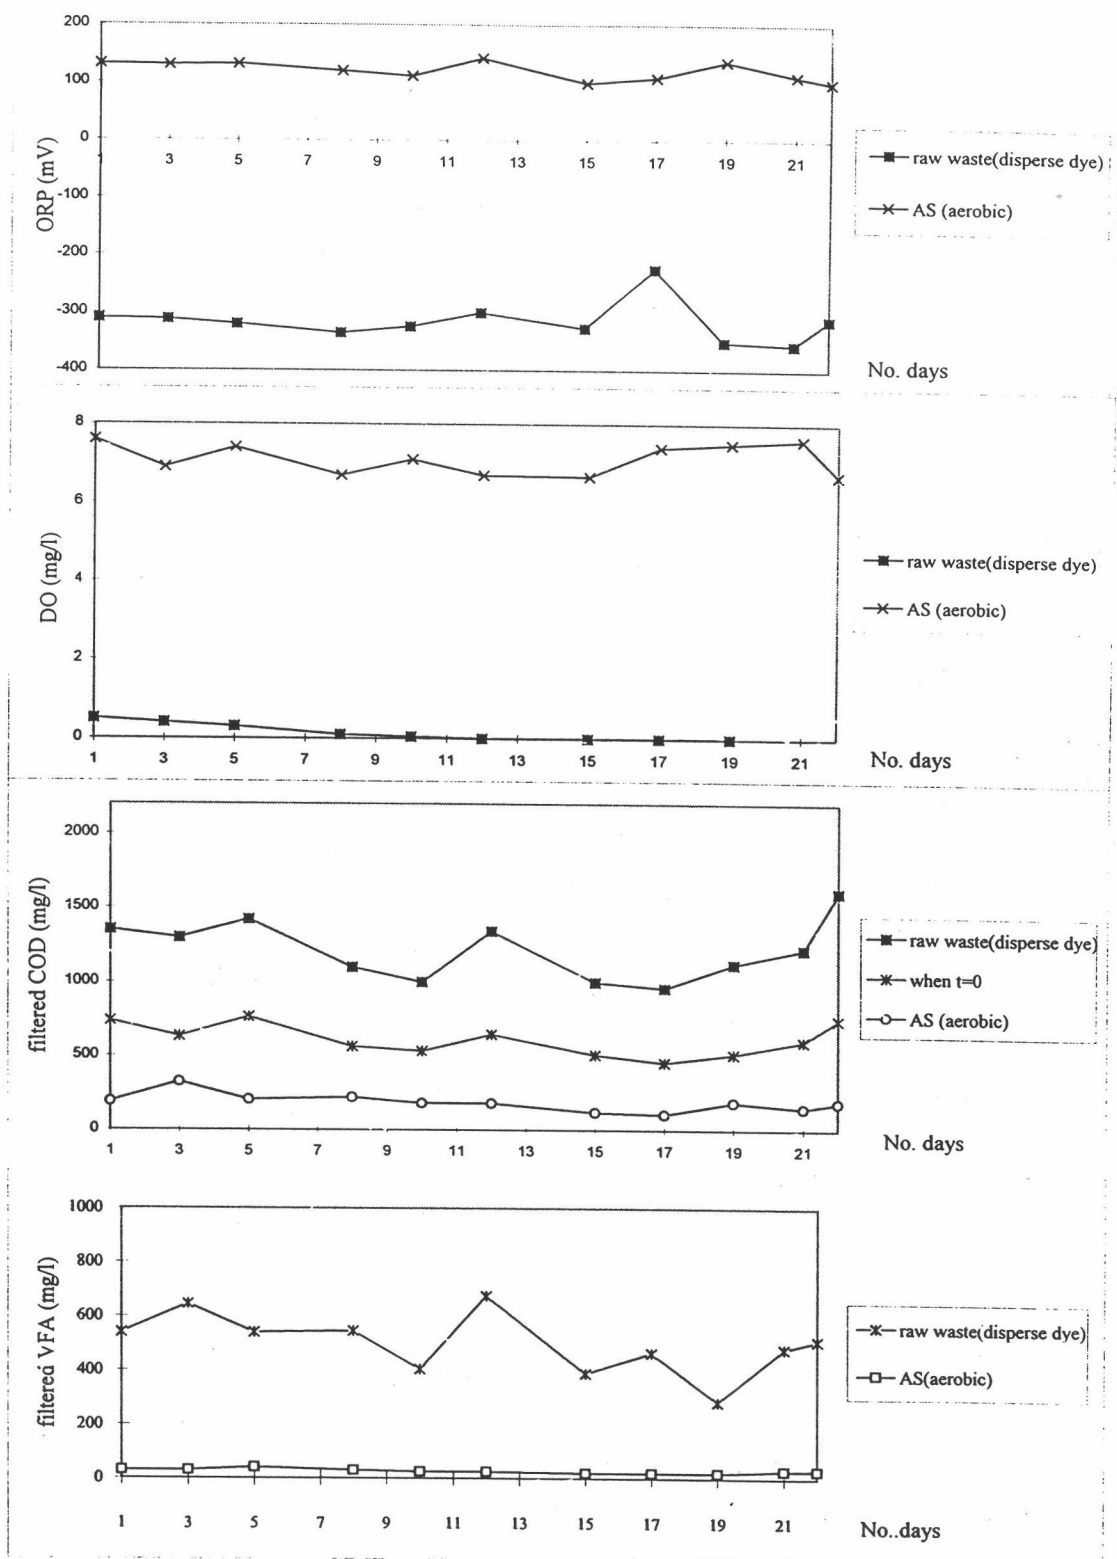 200
100
0
-100
-200
-300
-400
ORP (mV)
1 3 5 7 9 11 13 15 17 19 21
raw waste(disperse dye)
AS (aerobic)
No. days
8
6
4
2
0
DO (mg/l)
1 3 5 7 9 11 13 15 17 19 21
raw waste(disperse dye)
AS (aerobic)
No. days
2000
1500
1000
500
0
filtered COD (mg/l)
1 3 5 7 9 11 13 15 17 19 21
raw waste(disperse dye)
when t=0
AS (aerobic)
No. days
1000
800
600
400
200
0
filtered VFA (mg/l)
1 3 5 7 9 11 13 15 17 19 21
raw waste(disperse dye)
AS(aerobic)
No..days